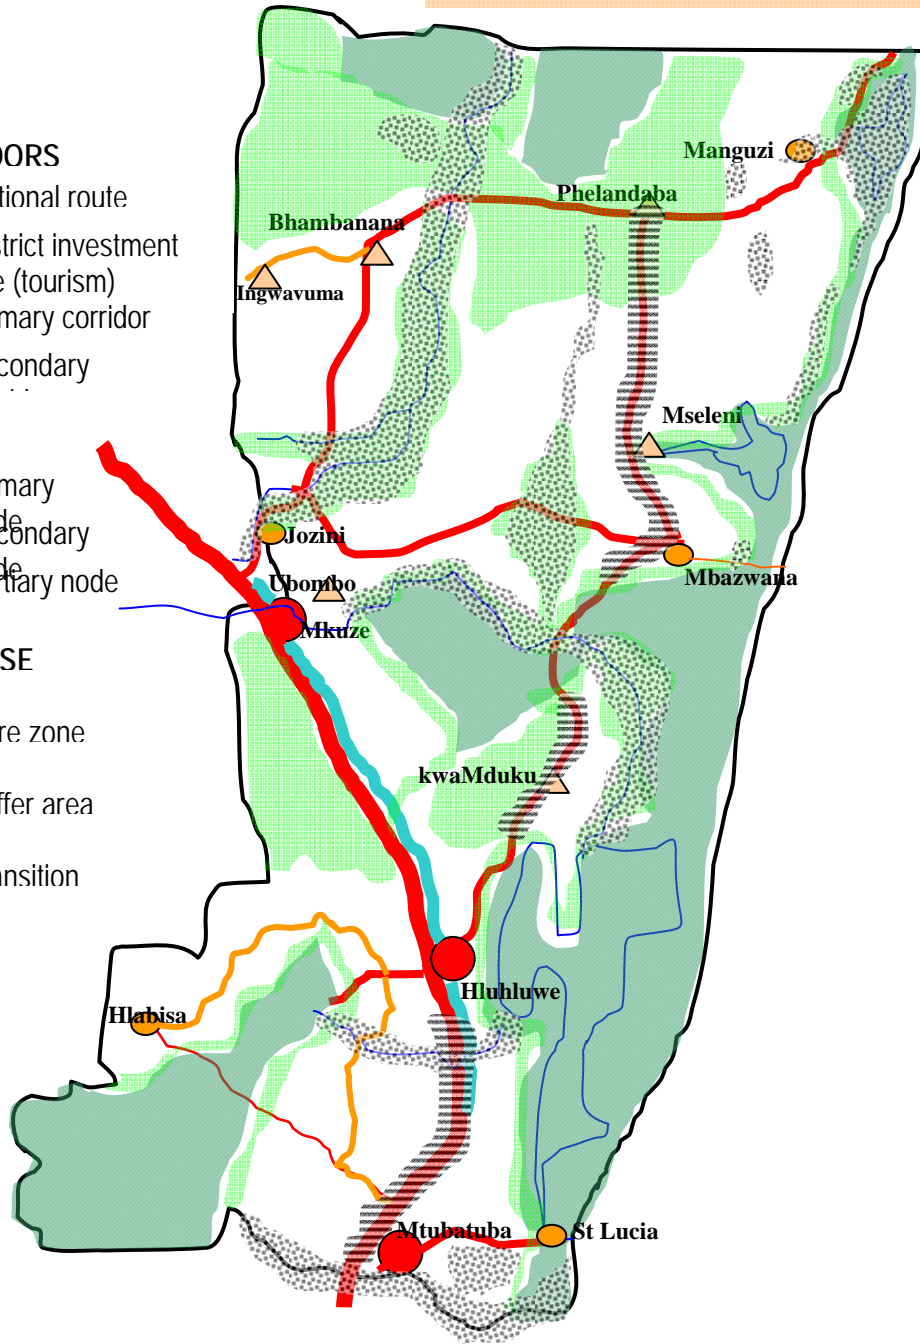 OORS
tional route
strict investment
e (tourism)
mary corridor
condary
mary
de
condary
de
tiary node
SE
re zone
ffer area
ansition
Manguzi
Phelandaba
Bhambanana
Ingwavuma
Mseleni
Jozini
Ubombo
Mbazwana
Mkuze
kwaMduku
Hluhluwe
Hlabisa
Mtubatuba
St Lucia